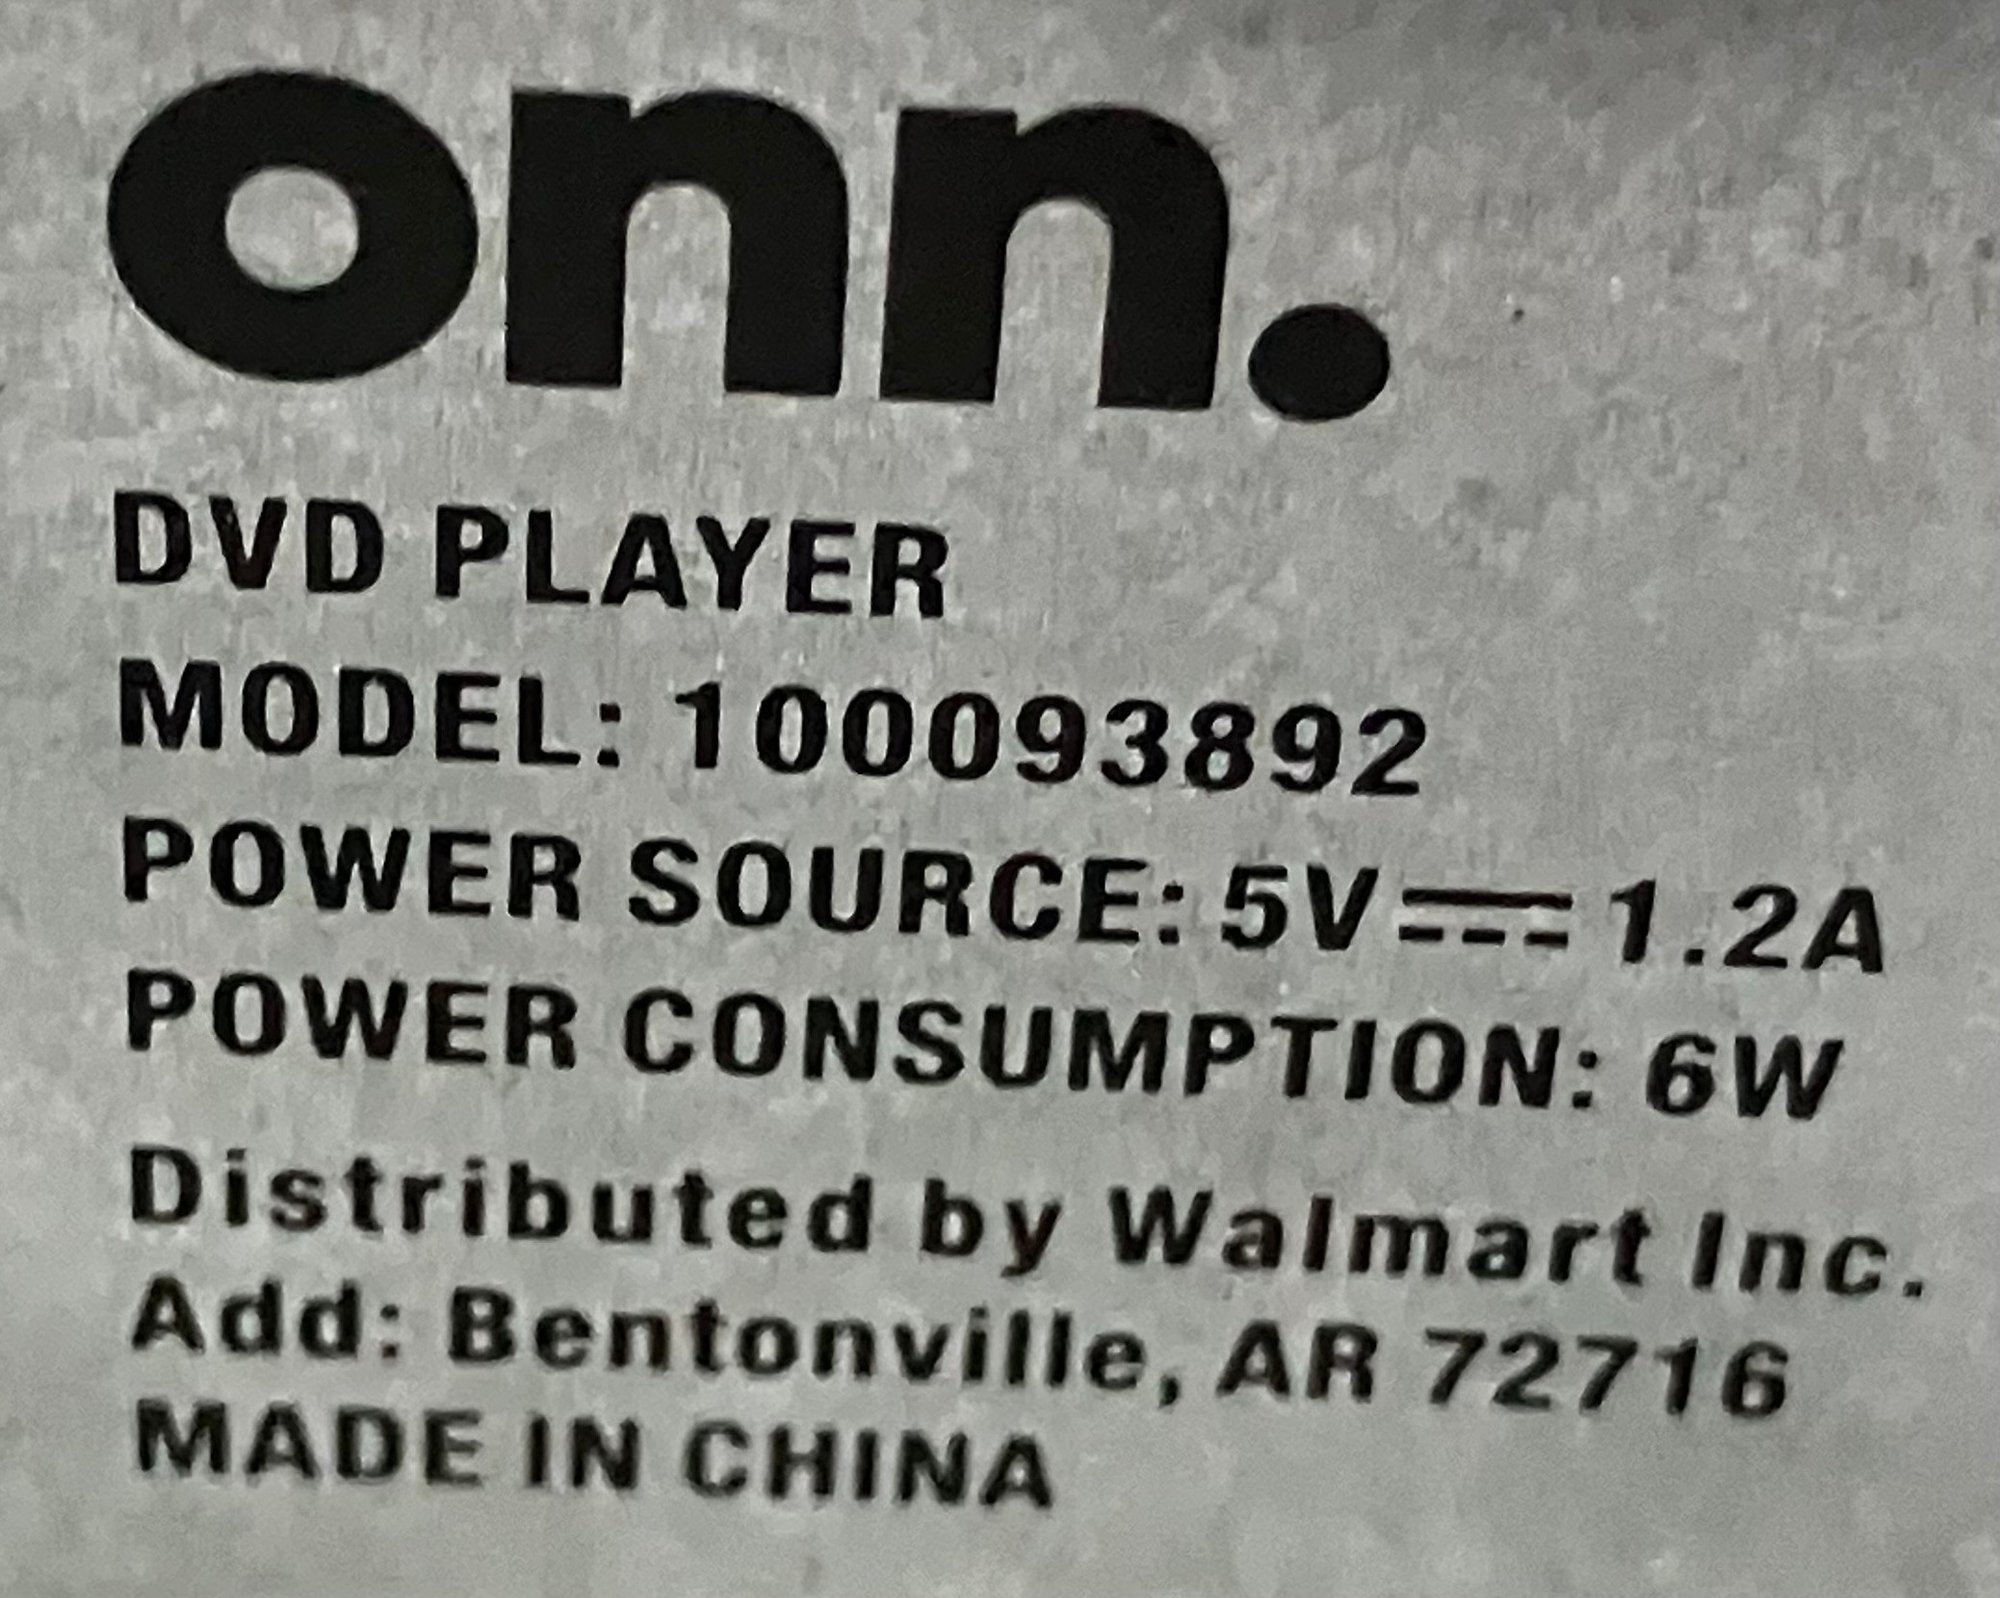 onn.
DVD PLAYER
MODEL: 100093892
POWER SOURCE: 5V⎓1.2A
POWER CONSUMPTION: 6W
Distributed by Walmart Inc.
Add: Bentonville, AR 72716
MADE IN CHINA